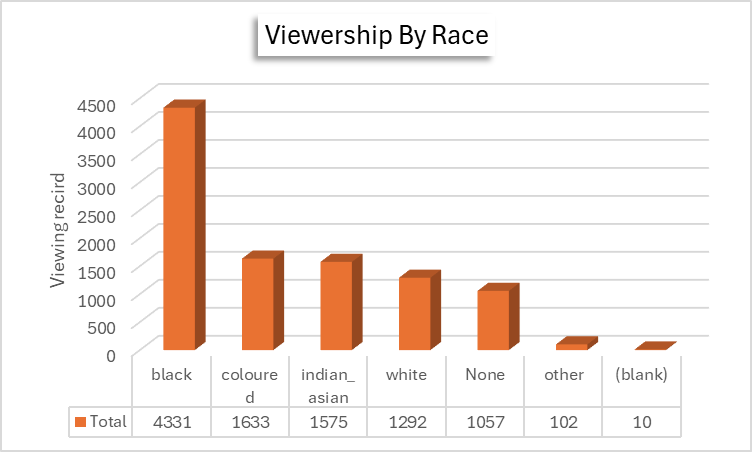 Viewership By Race
Viewing recird
4500
4000
3500
3000
2500
2000
1500
1000
500
0
black coloure indian_ white None other (blank)
d asian
Total 4331 1633 1575 1292 1057 102 10